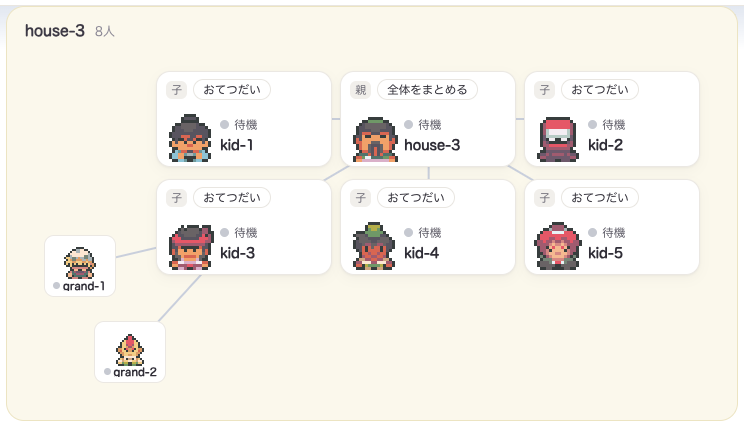 house-3 8人
子 おてつだい
待機
kid-1
親 全体をまとめる
待機
house-3
子 おてつだい
待機
kid-2
子 おてつだい
待機
kid-3
子 おてつだい
待機
kid-4
子 おてつだい
待機
kid-5
grand-1
grand-2